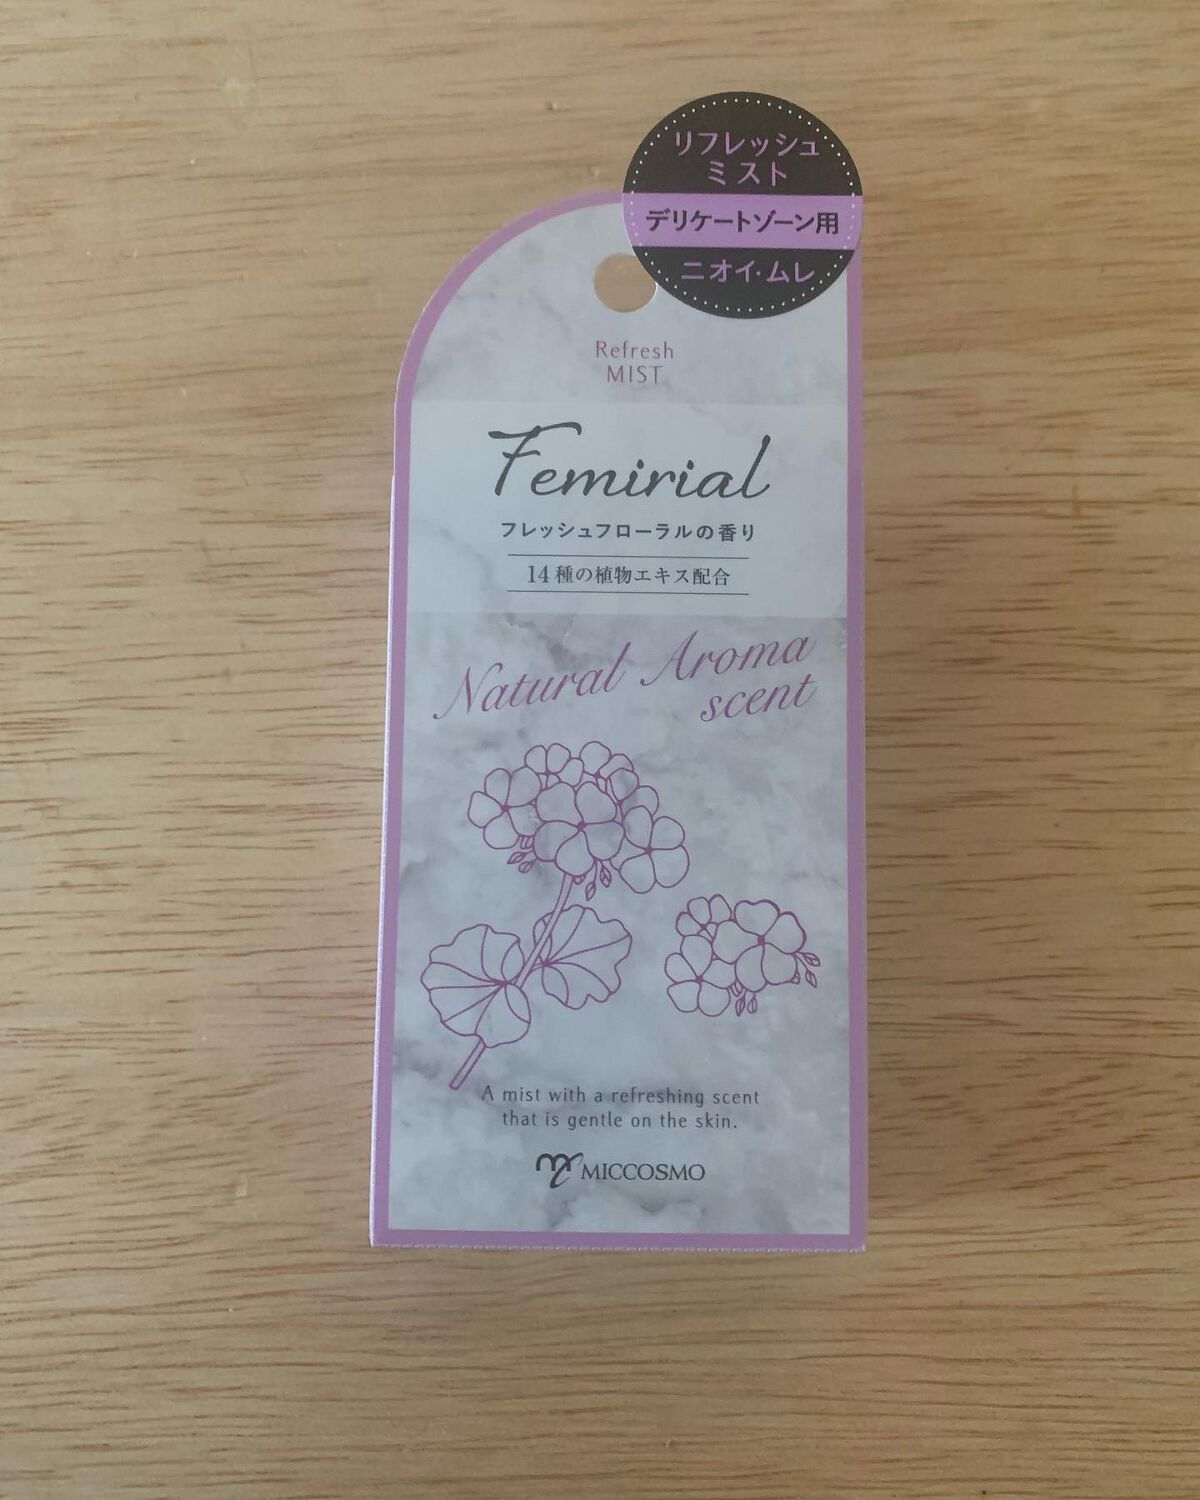 リフレッシュ
ミスト
デリケートゾーン用
ニオイ・ムレ
Refresh
MIST
Femirial
フレッシュフローラルの香り
14種の植物エキス配合
Natural Aroma
scent
A mist with a refreshing scent
that is gentle on the skin.
MICCOSMO